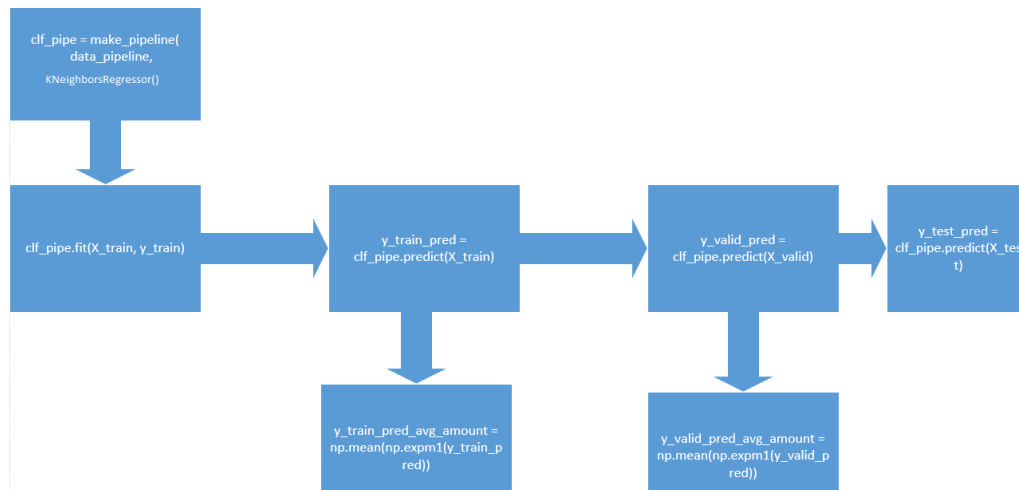 clf_pipe = make_pipeline(
data_pipeline,
KNeighborsRegressor()
clf_pipe.fit(X_train, y_train)
y_train_pred =
clf_pipe.predict(X_train)
y_valid_pred =
clf_pipe.predict(X_valid)
y_test_pred =
clf_pipe.predict(X_tes
t)
y_train_pred_avg_amount =
np.mean(np.expm1(y_train_p
red))
y_valid_pred_avg_amount =
np.mean(np.expm1(y_valid_p
red))